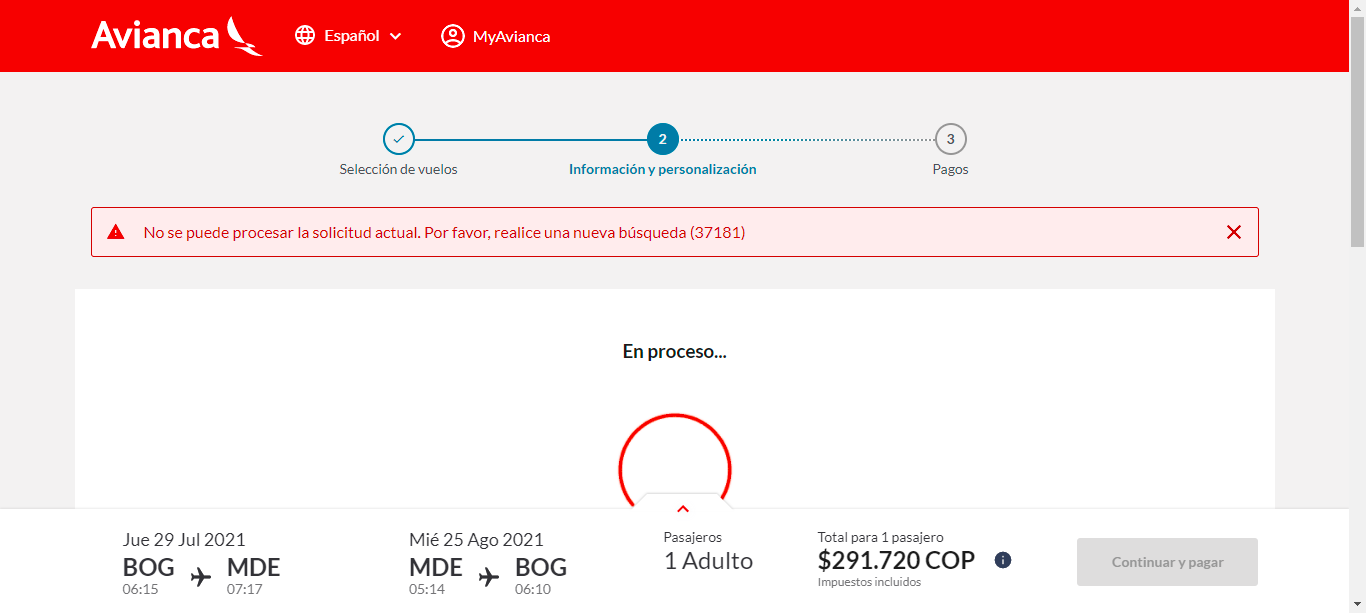 Avianca
Español
MyAvianca
2
3
Selección de vuelos
Información y personalización
Pagos
No se puede procesar la solicitud actual. Por favor, realice una nueva búsqueda (37181)
En proceso...
Jue 29 Jul 2021
BOG
MDE
06:15
07:17
Mié 25 Ago 2021
MDE
BOG
05:14
06:10
Pasajeros
1 Adulto
Total para 1 pasajero
$291.720 COP
Impuestos incluidos
Continuar y pagar